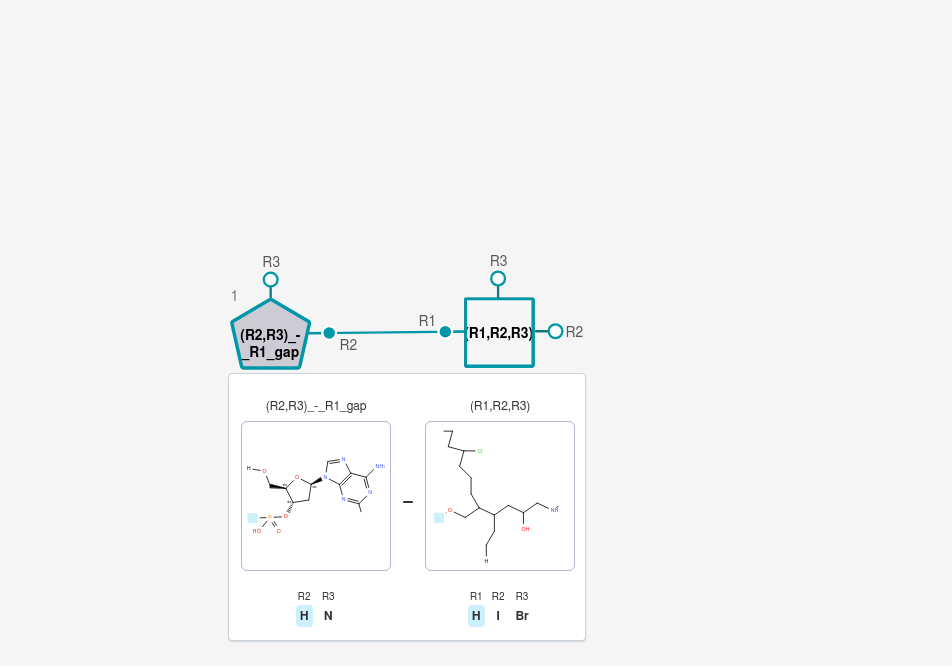 R3 R3
1
R1
(R2,R3)_-
_R1_gap
(R1,R2,R3)
R2
R2
(R2,R3)_-_R1_gap (R1,R2,R3)
H O O N N NH₂ N N N O P HO O
Cl O OH NH H
–
R2 R3 R1 R2 R3
H N H I Br